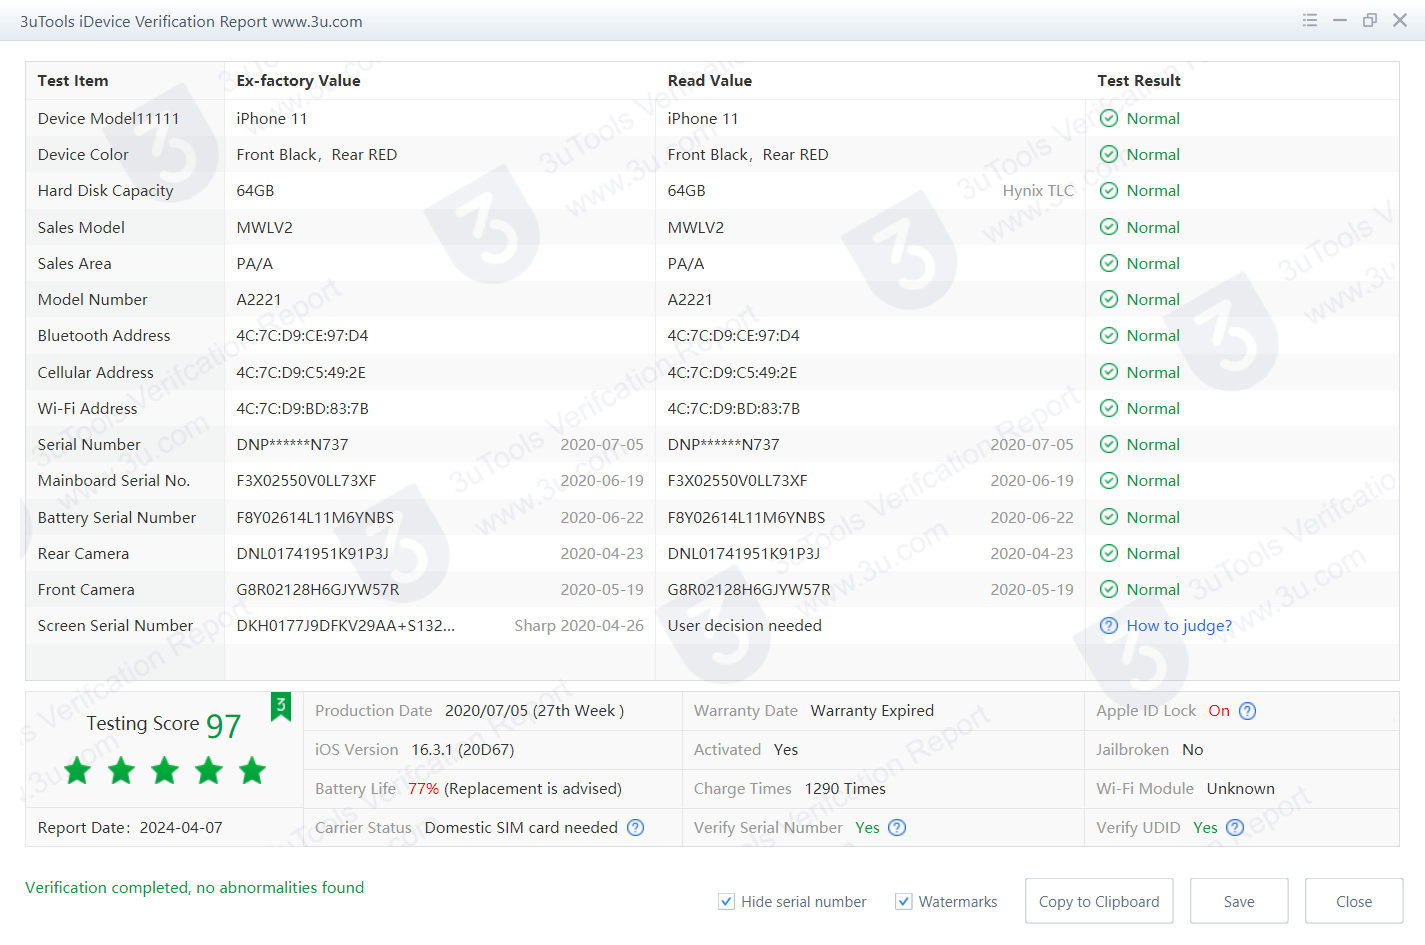 3uTools iDevice Verification Report www.3u.com
Test Item Ex-factory Value Read Value Test Result
Device Model11111 iPhone 11 iPhone 11 Normal
Device Color Front Black，Rear RED Front Black，Rear RED Normal
Hard Disk Capacity 64GB 64GB Hynix TLC Normal
Sales Model MWLV2 MWLV2 Normal
Sales Area PA/A PA/A Normal
Model Number A2221 A2221 Normal
Bluetooth Address 4C:7C:D9:CE:97:D4 4C:7C:D9:CE:97:D4 Normal
Cellular Address 4C:7C:D9:C5:49:2E 4C:7C:D9:C5:49:2E Normal
Wi-Fi Address 4C:7C:D9:BD:83:7B 4C:7C:D9:BD:83:7B Normal
Serial Number DNP******N737 2020-07-05 DNP******N737 2020-07-05 Normal
Mainboard Serial No. F3X02550V0LL73XF 2020-06-19 F3X02550V0LL73XF 2020-06-19 Normal
Battery Serial Number F8Y02614L11M6YNBS 2020-06-22 F8Y02614L11M6YNBS 2020-06-22 Normal
Rear Camera DNL01741951K91P3J 2020-04-23 DNL01741951K91P3J 2020-04-23 Normal
Front Camera G8R02128H6GJYW57R 2020-05-19 G8R02128H6GJYW57R 2020-05-19 Normal
Screen Serial Number DKH0177J9DFKV29AA+S132... Sharp 2020-04-26 User decision needed How to judge?
Testing Score 97
Production Date 2020/07/05 (27th Week ) Warranty Date Warranty Expired Apple ID Lock On
iOS Version 16.3.1 (20D67) Activated Yes Jailbroken No
Battery Life 77% (Replacement is advised) Charge Times 1290 Times Wi-Fi Module Unknown
Report Date：2024-04-07 Carrier Status Domestic SIM card needed Verify Serial Number Yes Verify UDID Yes
Verification completed, no abnormalities found
Hide serial number Watermarks Copy to Clipboard Save Close
3uTools Verifcation Report
www.3u.com